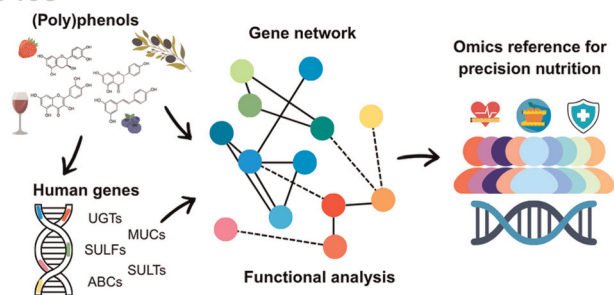 (Poly)phenols
Gene network
Omics reference for
precision nutrition
Human genes
UGTs
MUCs
SULFs
SULTs
ABCs
Functional analysis